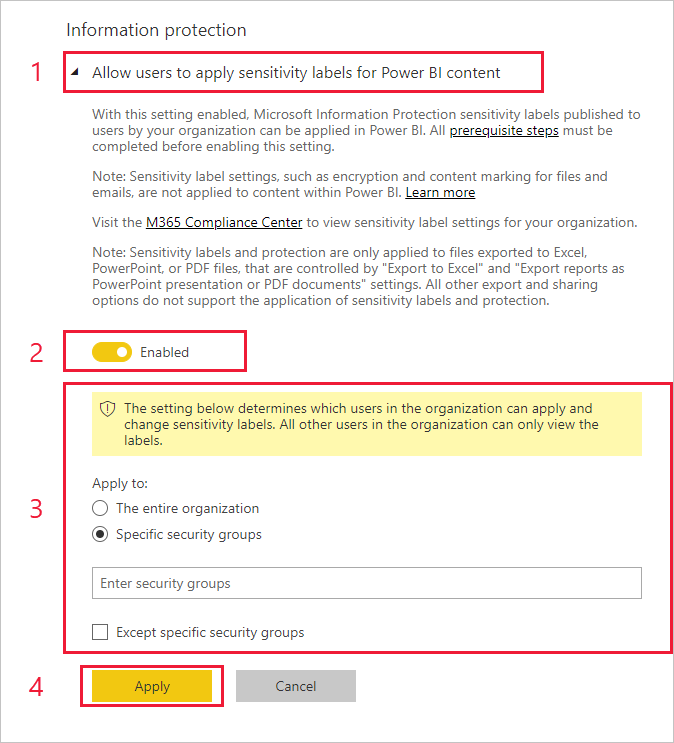 Information protection
1 Allow users to apply sensitivity labels for Power BI content
With this setting enabled, Microsoft Information Protection sensitivity labels published to
users by your organization can be applied in Power BI. All prerequisite steps must be
completed before enabling this setting.
Note: Sensitivity label settings, such as encryption and content marking for files and
emails, are not applied to content within Power BI. Learn more
Visit the M365 Compliance Center to view sensitivity label settings for your organization.
Note: Sensitivity labels and protection are only applied to files exported to Excel,
PowerPoint, or PDF files, that are controlled by "Export to Excel" and "Export reports as
PowerPoint presentation or PDF documents" settings. All other export and sharing
options do not support the application of sensitivity labels and protection.
2 Enabled
The setting below determines which users in the organization can apply and
change sensitivity labels. All other users in the organization can only view the
labels.
Apply to:
3 The entire organization
Specific security groups
Enter security groups
Except specific security groups
4 Apply Cancel